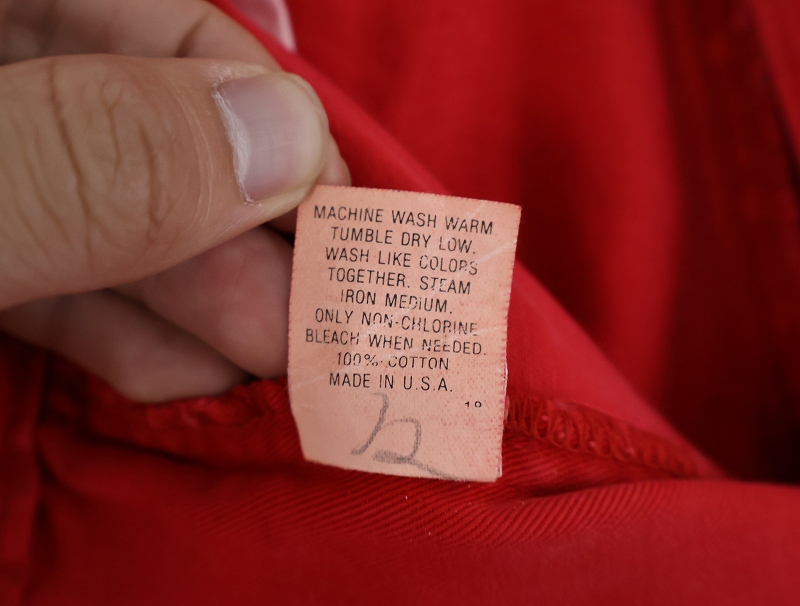 MACHINE WASH WARM
TUMBLE DRY LOW.
WASH LIKE COLORS
TOGETHER. STEAM
IRON MEDIUM.
ONLY NON-CHLORINE
BLEACH WHEN NEEDED.
100% COTTON
MADE IN U.S.A.